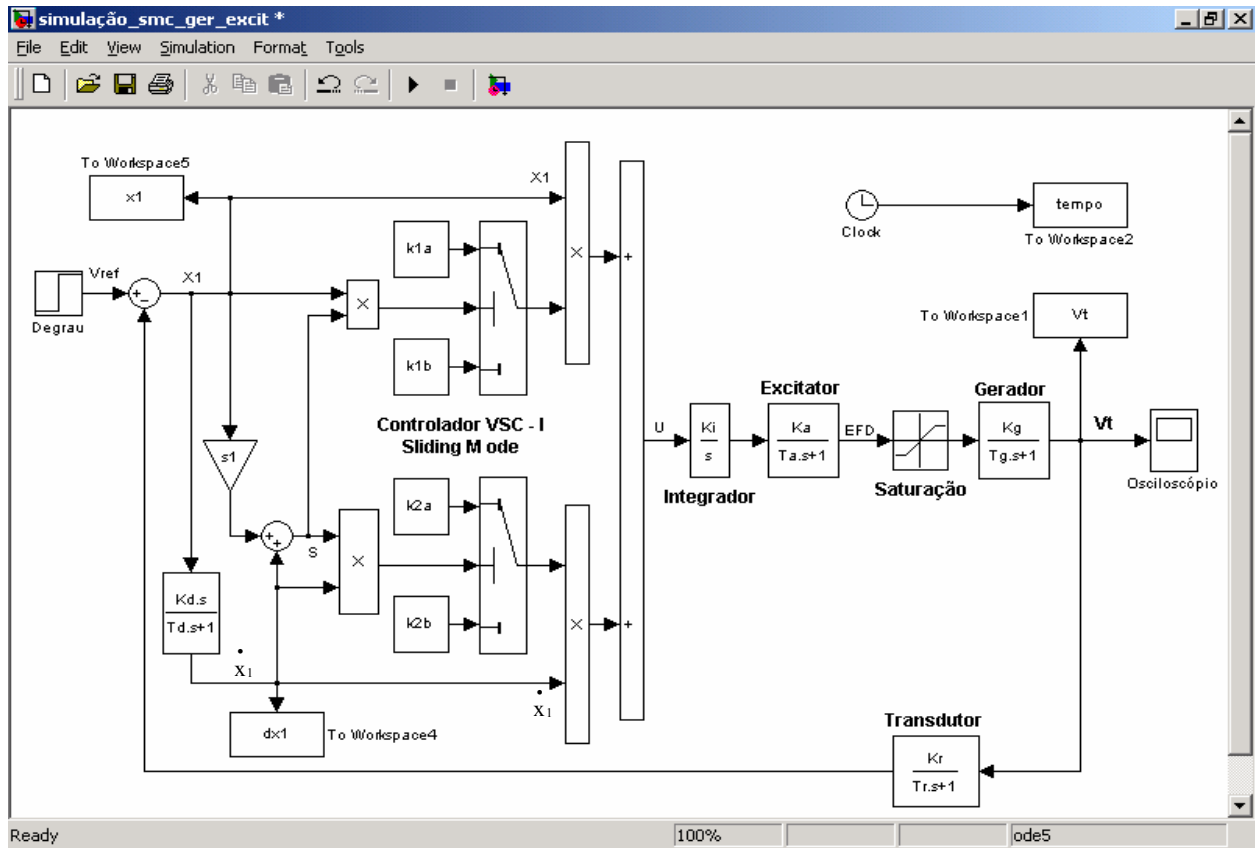 simulação_smc_ger_excit *
File Edit View Simulation Format Tools
To Workspace5
x1
X1
Clock
tempo
To Workspace2
k1a
×
+
Vref
X1
+
-
×
Degrau
To Workspace1
Vt
k1b
Excitator
Gerador
Controlador VSC - I
Sliding Mode
s1
U
Ki
s
Ka
Ta.s+1
EFD
Kg
Tg.s+1
Vt
Integrador
Saturação
Osciloscópio
k2a
+
+
S
×
Kd.s
Td.s+1
k2b
×
+
x1
x1
dx1
To Workspace4
Transdutor
Kr
Tr.s+1
Ready
100%
ode5